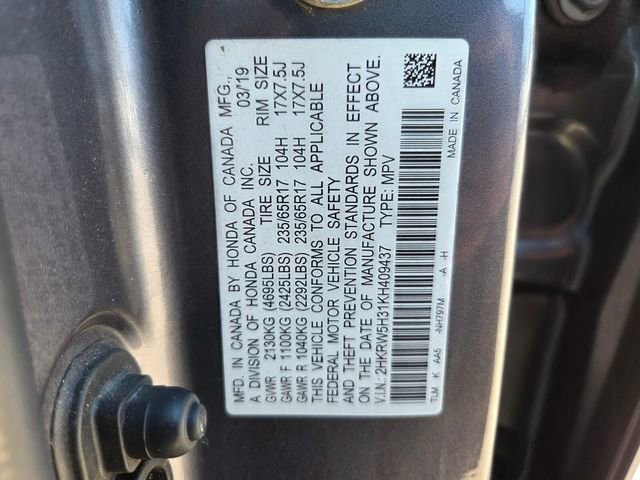 MFD. IN CANADA BY HONDA OF CANADA MFG.,
A DIVISION OF HONDA CANADA INC. 03/19
GVWR 2130KG (4695LBS) TIRE SIZE RIM SIZE
GAWR F 1100KG (2425LBS) 235/65R17 104H 17X7.5J
GAWR R 1040KG (2292LBS) 235/65R17 104H 17X7.5J
THIS VEHICLE CONFORMS TO ALL APPLICABLE
FEDERAL MOTOR VEHICLE SAFETY
AND THEFT PREVENTION STANDARDS IN EFFECT
ON THE DATE OF MANUFACTURE SHOWN ABOVE.
V.I.N.: 2HKRW5H31KH409437 TYPE: MPV
TLM K AA5 -NH797M -A -H
MADE IN CANADA